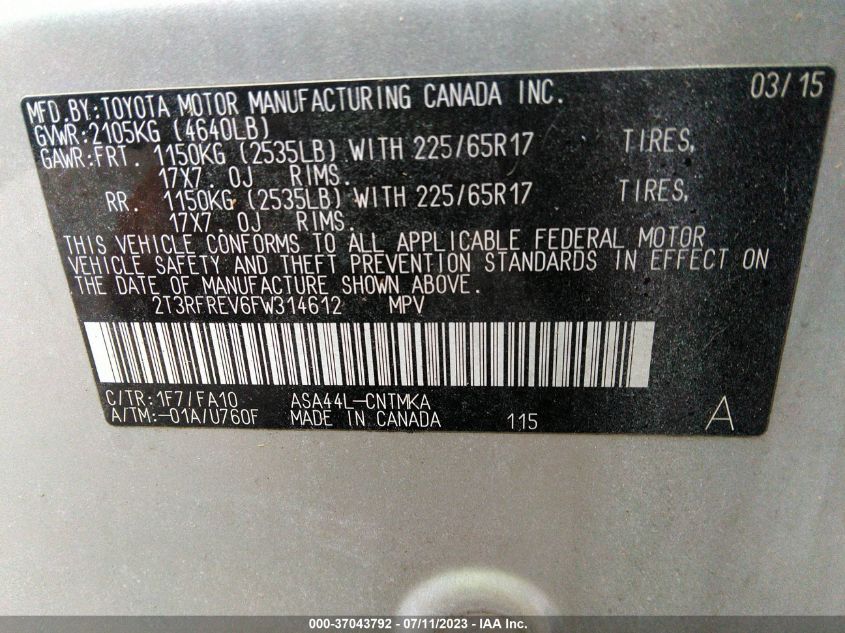 MFD.BY:TOYOTA MOTOR MANUFACTURING CANADA INC. 03/15
GVWR:2105KG (4640LB)
GAWR:FRT. 1150KG (2535LB) WITH 225/65R17 TIRES,
17X7.0J RIMS.
RR. 1150KG (2535LB) WITH 225/65R17 TIRES,
17X7.0J RIMS.
THIS VEHICLE CONFORMS TO ALL APPLICABLE FEDERAL MOTOR
VEHICLE SAFETY AND THEFT PREVENTION STANDARDS IN EFFECT ON
THE DATE OF MANUFACTURE SHOWN ABOVE.
2T3RFREV6FW314612 MPV
C/TR:1F7/FA10 ASA44L-CNTMKA
A/TM:-01A/U760F MADE IN CANADA 115 A
000-37043792 - 07/11/2023 - IAA Inc.